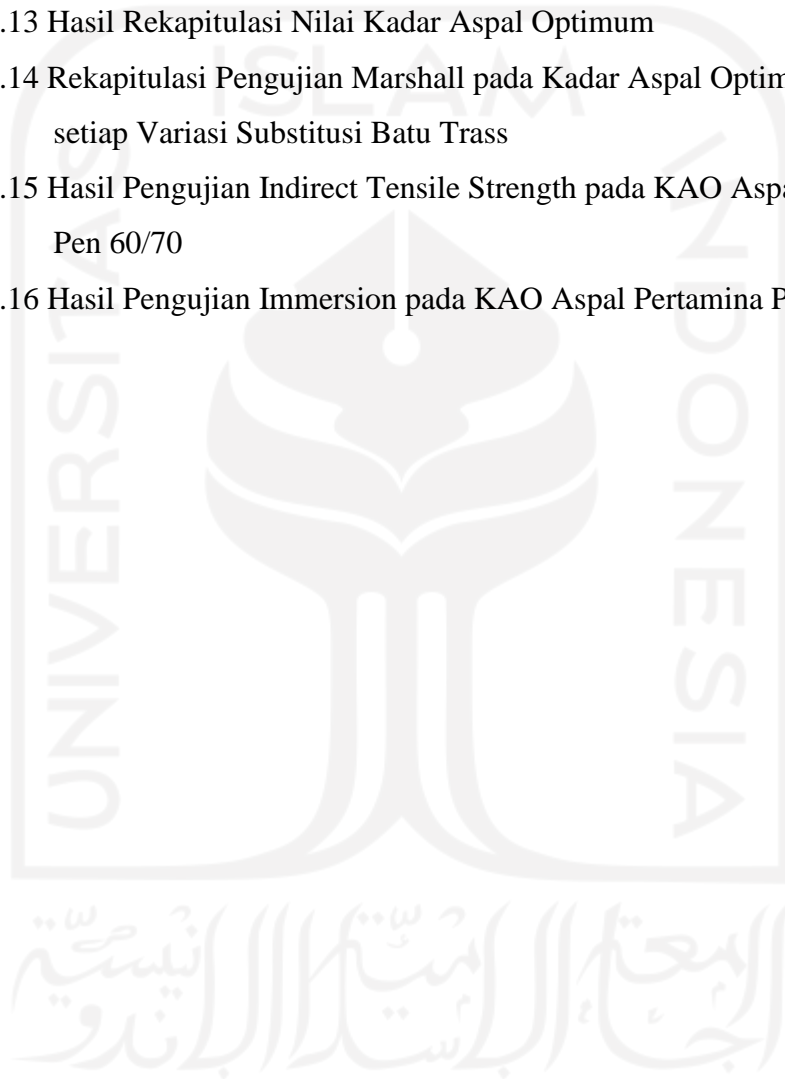 .13 Hasil Rekapitulasi Nilai Kadar Aspal Optimum
.14 Rekapitulasi Pengujian Marshall pada Kadar Aspal Optim
setiap Variasi Substitusi Batu Trass
.15 Hasil Pengujian Indirect Tensile Strength pada KAO Aspa
Pen 60/70
.16 Hasil Pengujian Immersion pada KAO Aspal Pertamina P
ISLAM
UNIVERSITAS
INDONESIA